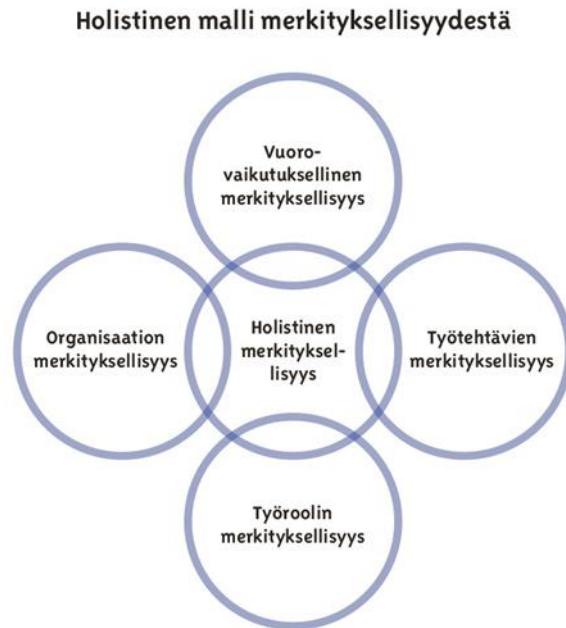 Holistinen malli merkityksellisyydestä
Vuoro-
vaikutuksellinen
merkityksellisyys
Organisaation
merkityksellisyys
Holistinen
merkityksel-
lisyys
Työtehtävien
merkityksellisyys
Työroolin
merkityksellisyys